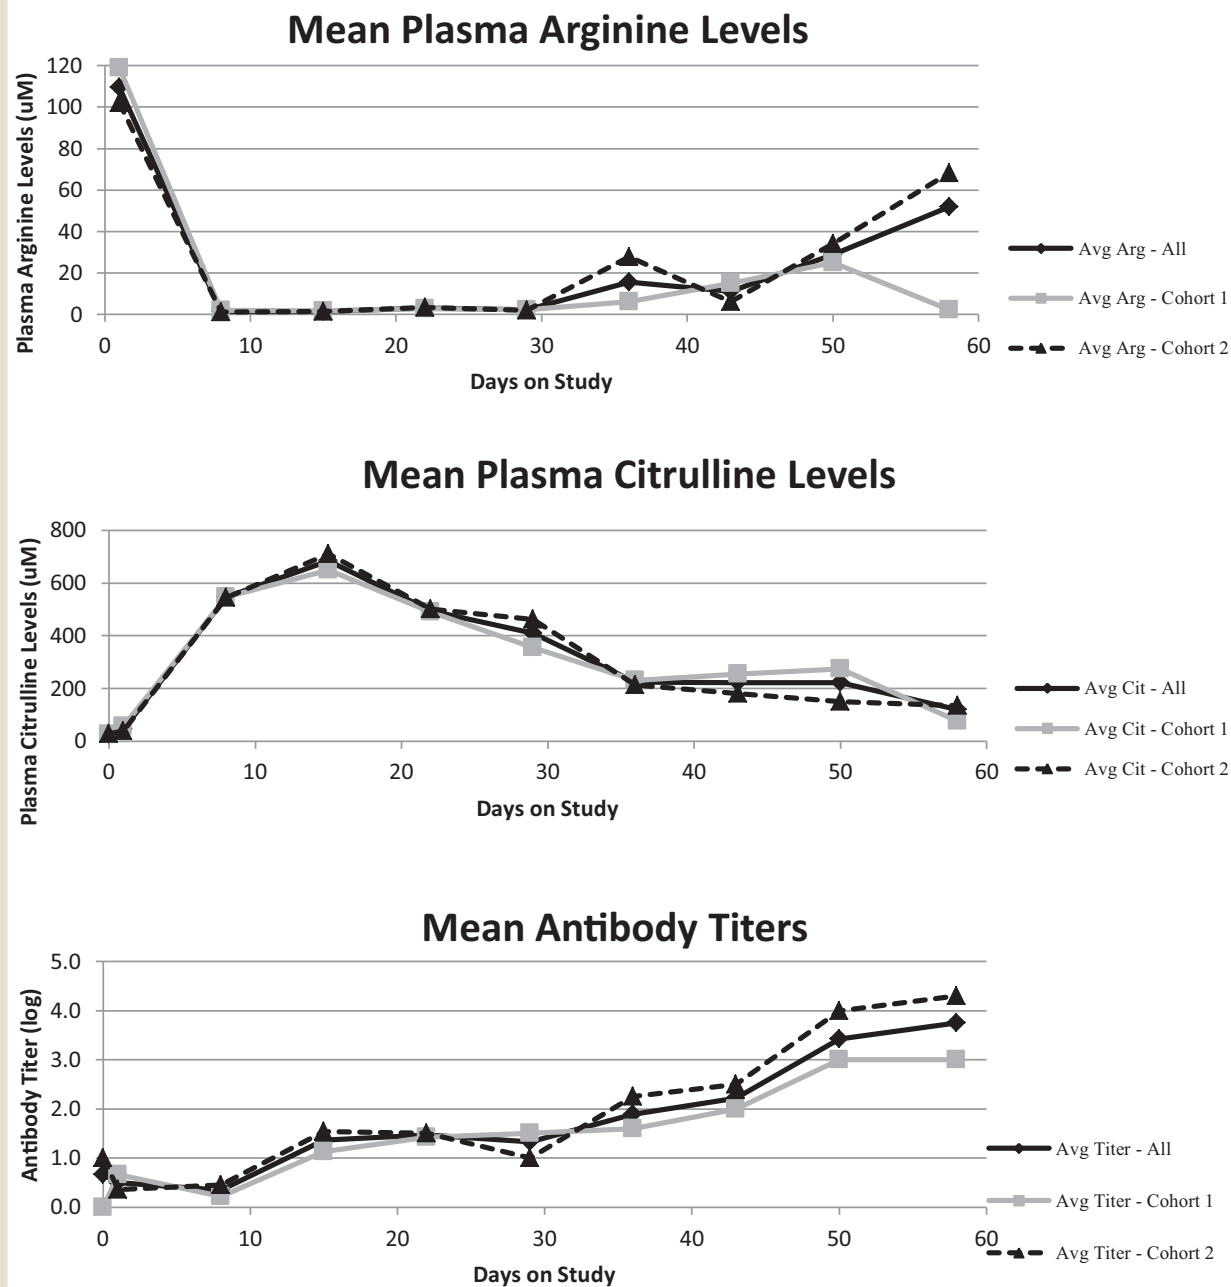 Mean Plasma Arginine Levels
Plasma Arginine Levels (uM)
120
100
80
60
40
20
0
0 10 20 30 40 50 60
Days on Study
Avg Arg - All
Avg Arg - Cohort 1
Avg Arg - Cohort 2
Mean Plasma Citrulline Levels
Plasma Citrulline Levels (uM)
800
600
400
200
0
0 10 20 30 40 50 60
Days on Study
Avg Cit - All
Avg Cit - Cohort 1
Avg Cit - Cohort 2
Mean Antibody Titers
Antibody Titer (log)
5.0
4.0
3.0
2.0
1.0
0.0
0 10 20 30 40 50 60
Days on Study
Avg Titer - All
Avg Titer - Cohort 1
Avg Titer - Cohort 2